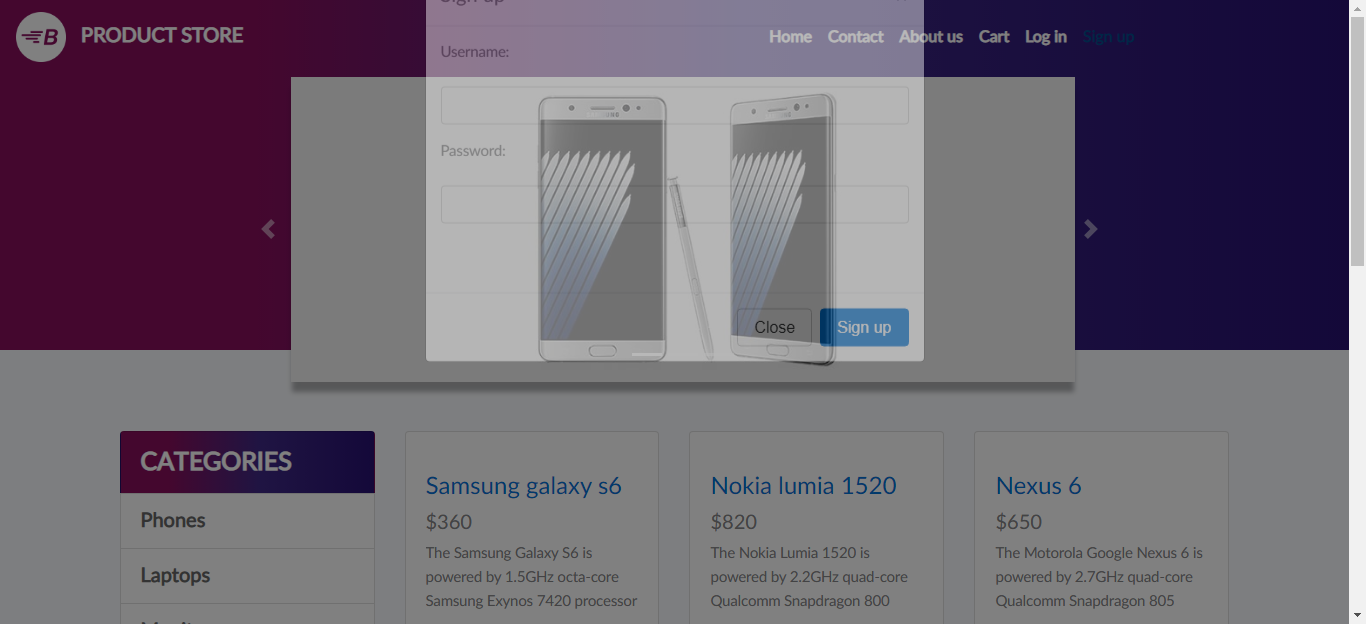 Sign up
B PRODUCT STORE
Home Contact About us Cart Log in Sign up
Username:
SAMSUNG
Password:
Close Sign up
CATEGORIES
Phones
Laptops
Samsung galaxy s6
$360
The Samsung Galaxy S6 is
powered by 1.5GHz octa-core
Samsung Exynos 7420 processor
Nokia lumia 1520
$820
The Nokia Lumia 1520 is
powered by 2.2GHz quad-core
Qualcomm Snapdragon 800
Nexus 6
$650
The Motorola Google Nexus 6 is
powered by 2.7GHz quad-core
Qualcomm Snapdragon 805